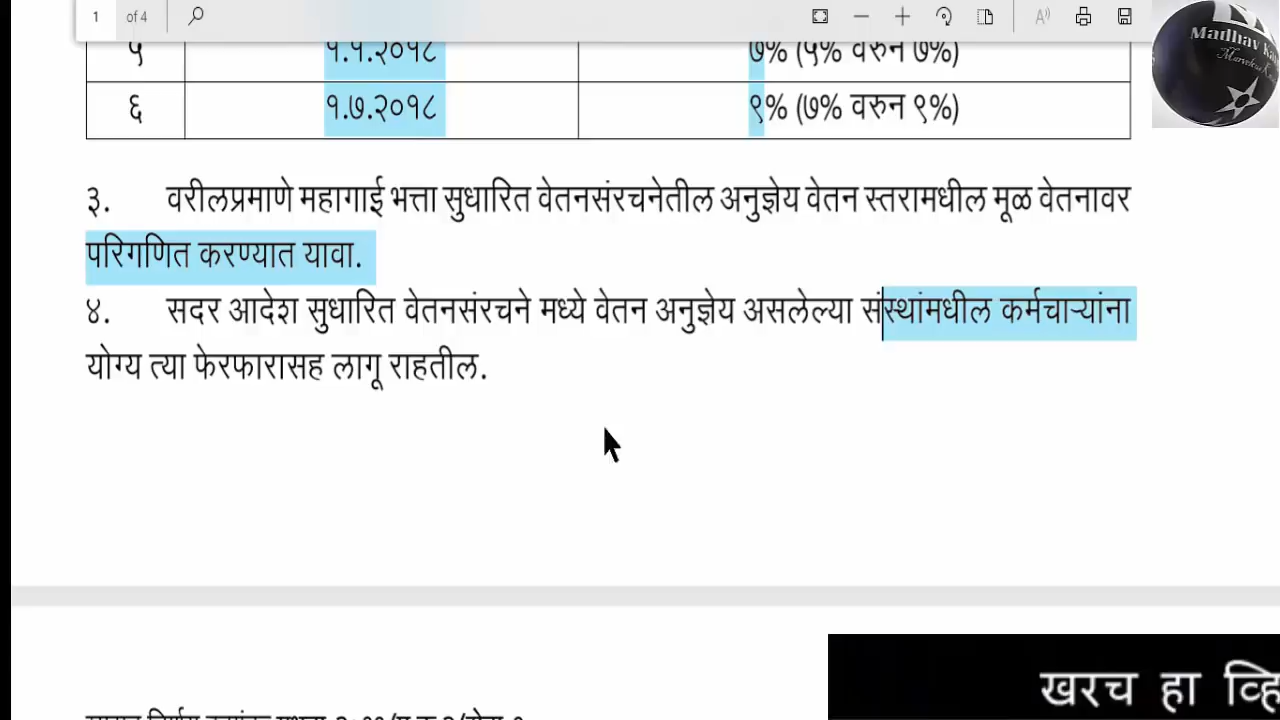 1 of 4
५ १.१.२०१८ ७% (५% वरुन ७%)
६ १.७.२०१८ ९% (७% वरुन ९%)
३. वरीलप्रमाणे महागाई भत्ता सुधारित वेतनसंरचनेतील अनुज्ञेय वेतन स्तरामधील मूळ वेतनावर
परिगणित करण्यात यावा.
४. सदर आदेश सुधारित वेतनसंरचने मध्ये वेतन अनुज्ञेय असलेल्या संस्थांमधील कर्मचाऱ्यांना
योग्य त्या फेरफारासह लागू राहतील.
Madhav
खरच हा